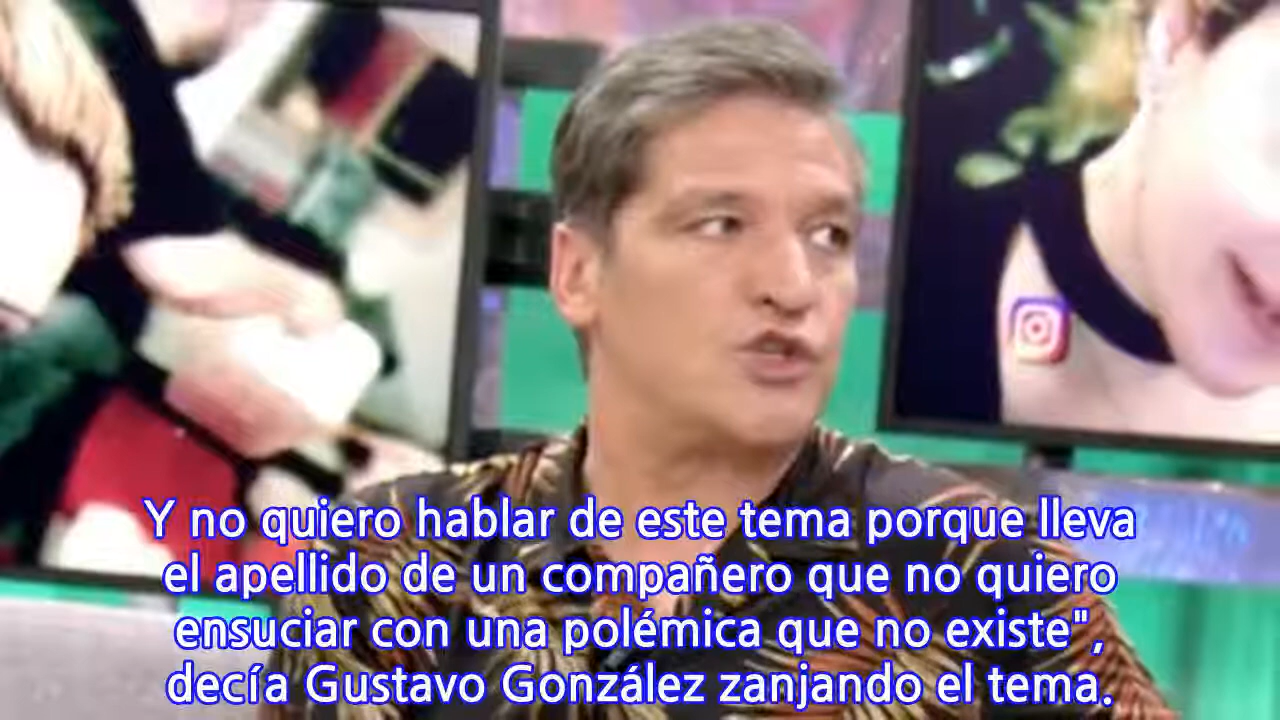 Y no quiero hablar de este tema porque lleva
el apellido de un compañero que no quiero
ensuciar con una polémica que no existe",
decía Gustavo González zanjando el tema.